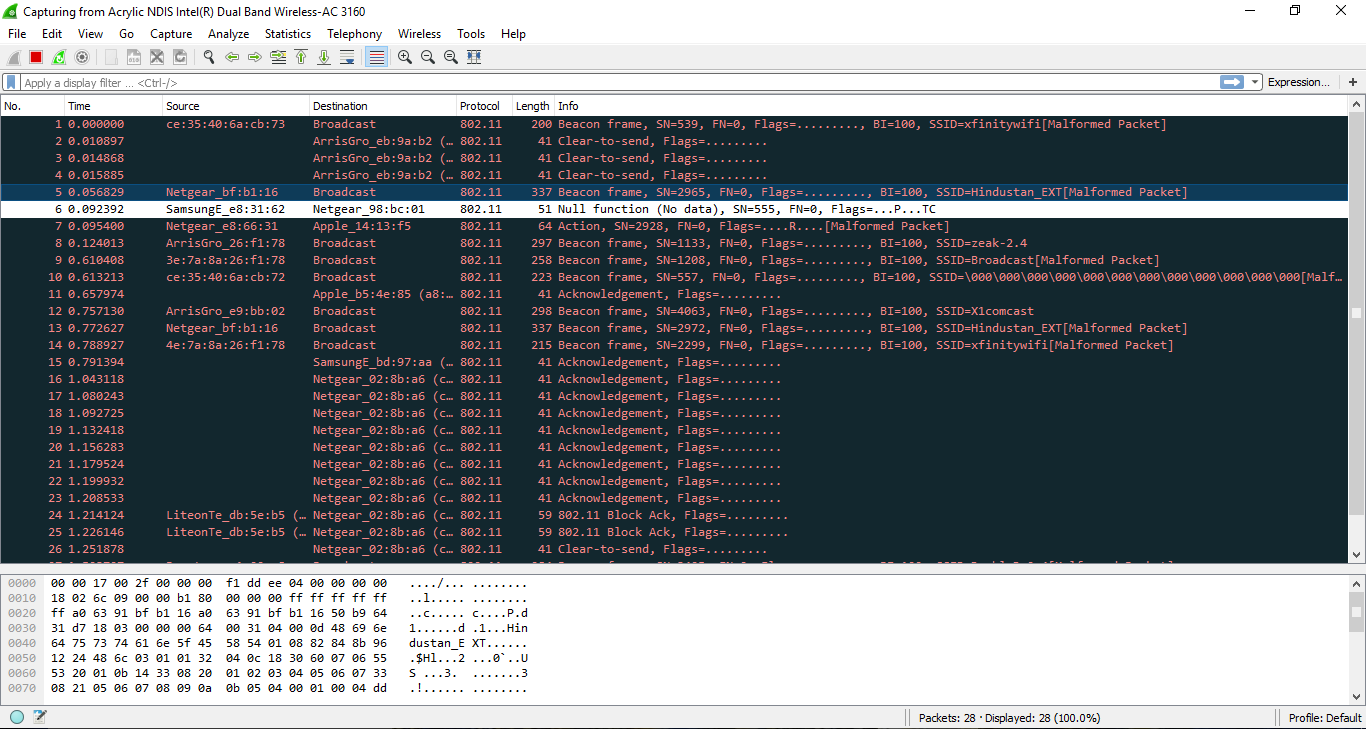 Capturing from Acrylic NDIS Intel(R) Dual Band Wireless-AC 3160
File Edit View Go Capture Analyze Statistics Telephony Wireless Tools Help
Apply a display filter ... <Ctrl-/> Expression... +
No. Time Source Destination Protocol Length Info
1 0.000000 ce:35:40:6a:cb:73 Broadcast 802.11 200 Beacon frame, SN=539, FN=0, Flags=........., BI=100, SSID=xfinitywifi[Malformed Packet]
2 0.010897 ArrisGro_eb:9a:b2 (… 802.11 41 Clear-to-send, Flags=.........
3 0.014868 ArrisGro_eb:9a:b2 (… 802.11 41 Clear-to-send, Flags=.........
4 0.015885 ArrisGro_eb:9a:b2 (… 802.11 41 Clear-to-send, Flags=.........
5 0.056829 Netgear_bf:b1:16 Broadcast 802.11 337 Beacon frame, SN=2965, FN=0, Flags=........., BI=100, SSID=Hindustan_EXT[Malformed Packet]
6 0.092392 SamsungE_e8:31:62 Netgear_98:bc:01 802.11 51 Null function (No data), SN=555, FN=0, Flags=...P...TC
7 0.095400 Netgear_e8:66:31 Apple_14:13:f5 802.11 64 Action, SN=2928, FN=0, Flags=....R....[Malformed Packet]
8 0.124013 ArrisGro_26:f1:78 Broadcast 802.11 297 Beacon frame, SN=1133, FN=0, Flags=........., BI=100, SSID=zeak-2.4
9 0.610408 3e:7a:8a:26:f1:78 Broadcast 802.11 258 Beacon frame, SN=1208, FN=0, Flags=........., BI=100, SSID=Broadcast[Malformed Packet]
10 0.613213 ce:35:40:6a:cb:72 Broadcast 802.11 223 Beacon frame, SN=557, FN=0, Flags=........., BI=100, SSID=\000\000\000\000\000\000\000\000\000\000\000\000[Malf…
11 0.657974 Apple_b5:4e:85 (a8:… 802.11 41 Acknowledgement, Flags=.........
12 0.757130 ArrisGro_e9:bb:02 Broadcast 802.11 298 Beacon frame, SN=4063, FN=0, Flags=........., BI=100, SSID=X1comcast
13 0.772627 Netgear_bf:b1:16 Broadcast 802.11 337 Beacon frame, SN=2972, FN=0, Flags=........., BI=100, SSID=Hindustan_EXT[Malformed Packet]
14 0.788927 4e:7a:8a:26:f1:78 Broadcast 802.11 215 Beacon frame, SN=2299, FN=0, Flags=........., BI=100, SSID=xfinitywifi[Malformed Packet]
15 0.791394 SamsungE_bd:97:aa (… 802.11 41 Acknowledgement, Flags=.........
16 1.043118 Netgear_02:8b:a6 (c… 802.11 41 Acknowledgement, Flags=.........
17 1.080243 Netgear_02:8b:a6 (c… 802.11 41 Acknowledgement, Flags=.........
18 1.092725 Netgear_02:8b:a6 (c… 802.11 41 Acknowledgement, Flags=.........
19 1.132418 Netgear_02:8b:a6 (c… 802.11 41 Acknowledgement, Flags=.........
20 1.156283 Netgear_02:8b:a6 (c… 802.11 41 Acknowledgement, Flags=.........
21 1.179524 Netgear_02:8b:a6 (c… 802.11 41 Acknowledgement, Flags=.........
22 1.199932 Netgear_02:8b:a6 (c… 802.11 41 Acknowledgement, Flags=.........
23 1.208533 Netgear_02:8b:a6 (c… 802.11 41 Acknowledgement, Flags=.........
24 1.214124 LiteonTe_db:5e:b5 (… Netgear_02:8b:a6 (c… 802.11 59 802.11 Block Ack, Flags=.........
25 1.226146 LiteonTe_db:5e:b5 (… Netgear_02:8b:a6 (c… 802.11 59 802.11 Block Ack, Flags=.........
26 1.251878 Netgear_02:8b:a6 (c… 802.11 41 Clear-to-send, Flags=.........
0000 00 00 17 00 2f 00 00 00 f1 dd ee 04 00 00 00 00 ..../... ........
0010 18 02 6c 09 00 00 b1 80 00 00 00 ff ff ff ff ff ..l..... ........
0020 ff a0 63 91 bf b1 16 a0 63 91 bf b1 16 50 b9 64 ..c..... c....P.d
0030 31 d7 18 03 00 00 00 64 00 31 04 00 0d 48 69 6e 1......d .1...Hin
0040 64 75 73 74 61 6e 5f 45 58 54 01 08 82 84 8b 96 dustan_E XT......
0050 12 24 48 6c 03 01 01 32 04 0c 18 30 60 07 06 55 .$Hl...2 ...0`..U
0060 53 20 01 0b 14 33 08 20 01 02 03 04 05 06 07 33 S ...3. .......3
0070 08 21 05 06 07 08 09 0a 0b 05 04 00 01 00 04 dd .!...... ........
Packets: 28 · Displayed: 28 (100.0%) Profile: Default